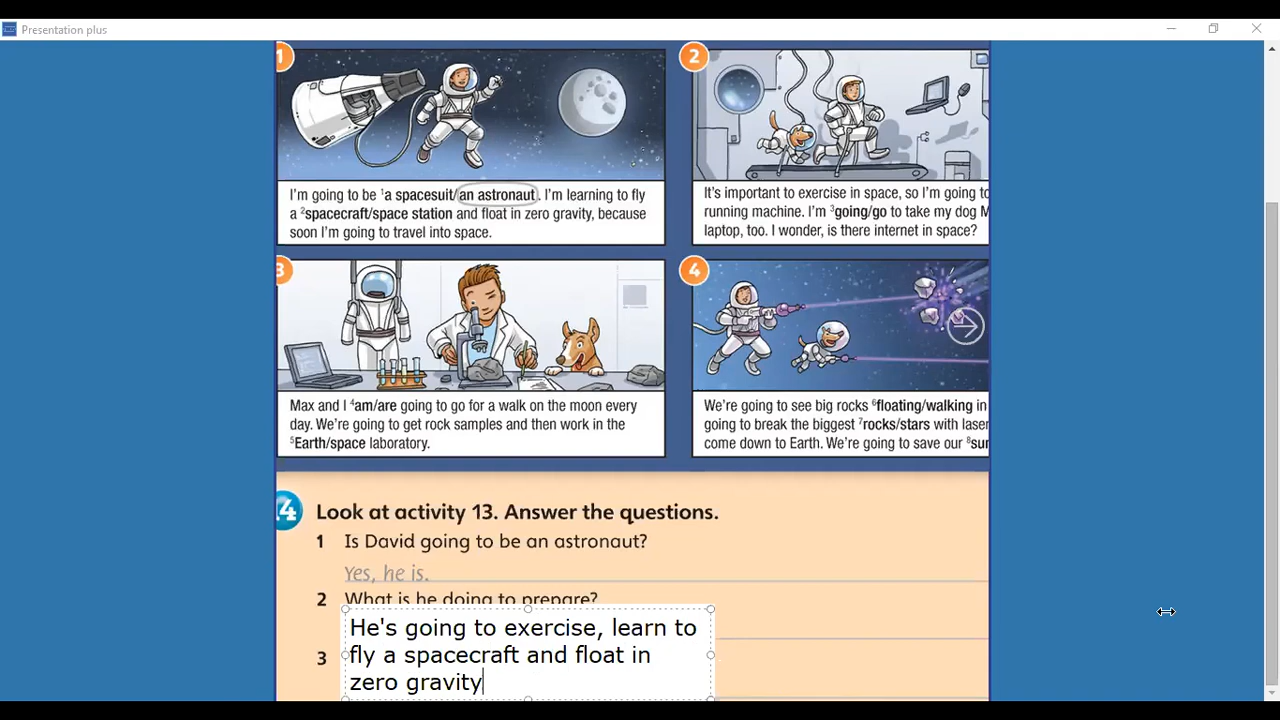 Presentation plus
1
I'm going to be ¹a spacesuit/an astronaut. I'm learning to fly
a ²spacecraft/space station and float in zero gravity, because
soon I'm going to travel into space.
2
It's important to exercise in space, so I'm going to
running machine. I'm ³going/go to take my dog M
laptop, too. I wonder, is there internet in space?
3
Max and I ⁴am/are going to go for a walk on the moon every
day. We're going to get rock samples and then work in the
⁵Earth/space laboratory.
4
We're going to see big rocks ⁶floating/walking in
going to break the biggest ⁷rocks/stars with laser
come down to Earth. We're going to save our ⁸sun
4 Look at activity 13. Answer the questions.
1 Is David going to be an astronaut?
Yes, he is.
2 What is he doing to prepare?
He's going to exercise, learn to
fly a spacecraft and float in
3
zero gravity